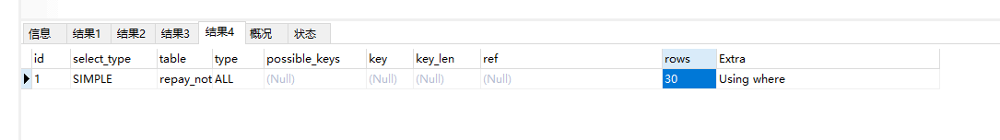 信息 结果1 结果2 结果3 结果4 概况 状态
id select_type table type possible_keys key key_len ref rows Extra
1 SIMPLE repay_not ALL (Null) (Null) (Null) (Null) 30 Using where